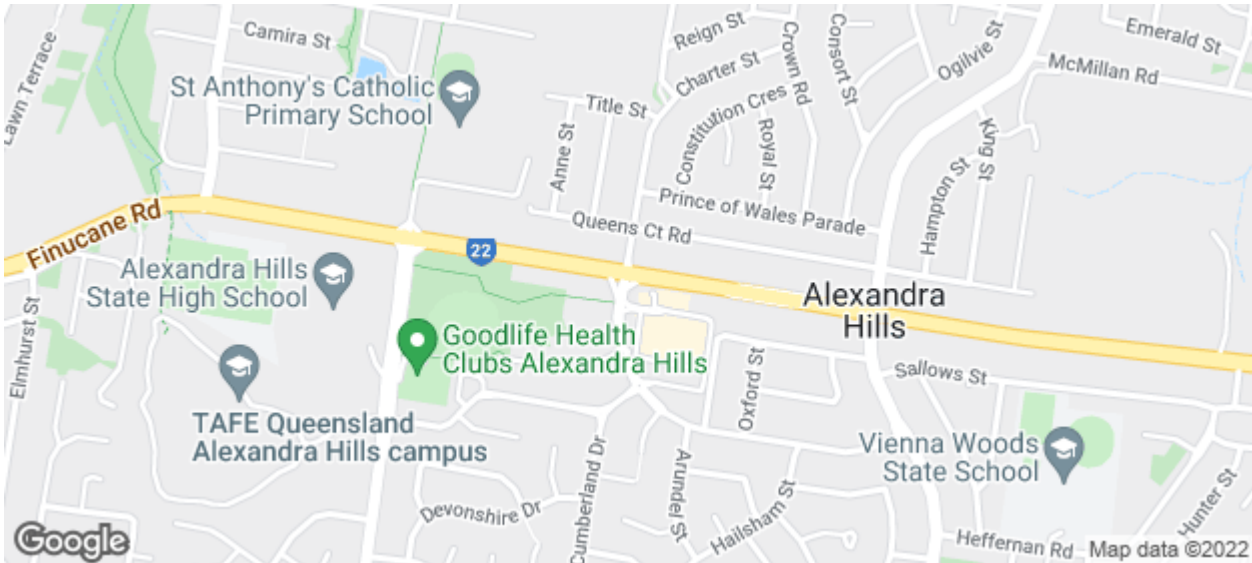 Lawn Terrace
Camira St
St Anthony's Catholic
Primary School
Title St
Anne St
Reign St
Charter St
Constitution Cres
Crown Rd
Royal St
Consort St
Ogilvie St
Emerald St
McMillan Rd
King St
Hampton St
Prince of Wales Parade
Queens Ct Rd
Finucane Rd
22
Alexandra Hills
State High School
Alexandra
Hills
Goodlife Health
Clubs Alexandra Hills
Elmhurst St
TAFE Queensland
Alexandra Hills campus
Oxford St
Sallows St
Vienna Woods
State School
Cumberland Dr
Arundel St
Devonshire Dr
Hailsham St
Hunter St
Heffernan Rd
Google
Map data ©2022